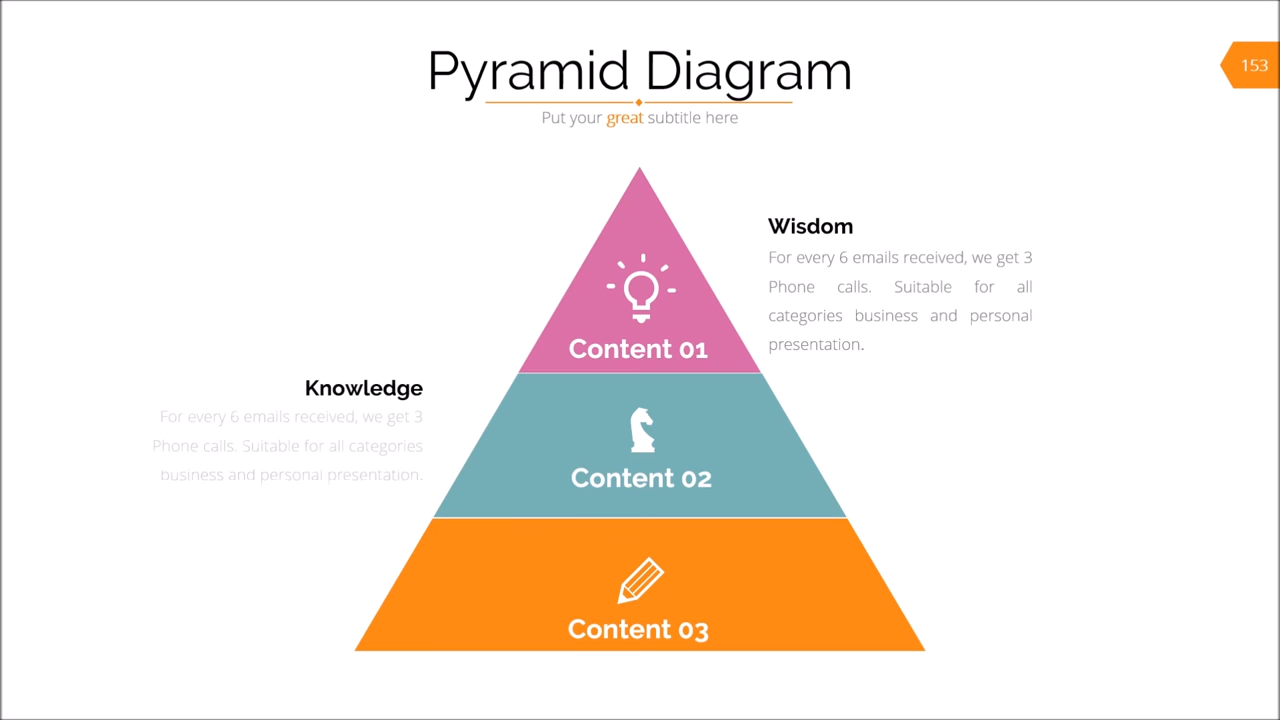 Pyramid Diagram
153
Put your great subtitle here
Wisdom
For every 6 emails received, we get 3
Phone calls. Suitable for all
categories business and personal
presentation.
Content 01
Knowledge
For every 6 emails received, we get 3
Phone calls. Suitable for all categories
business and personal presentation.
Content 02
Content 03